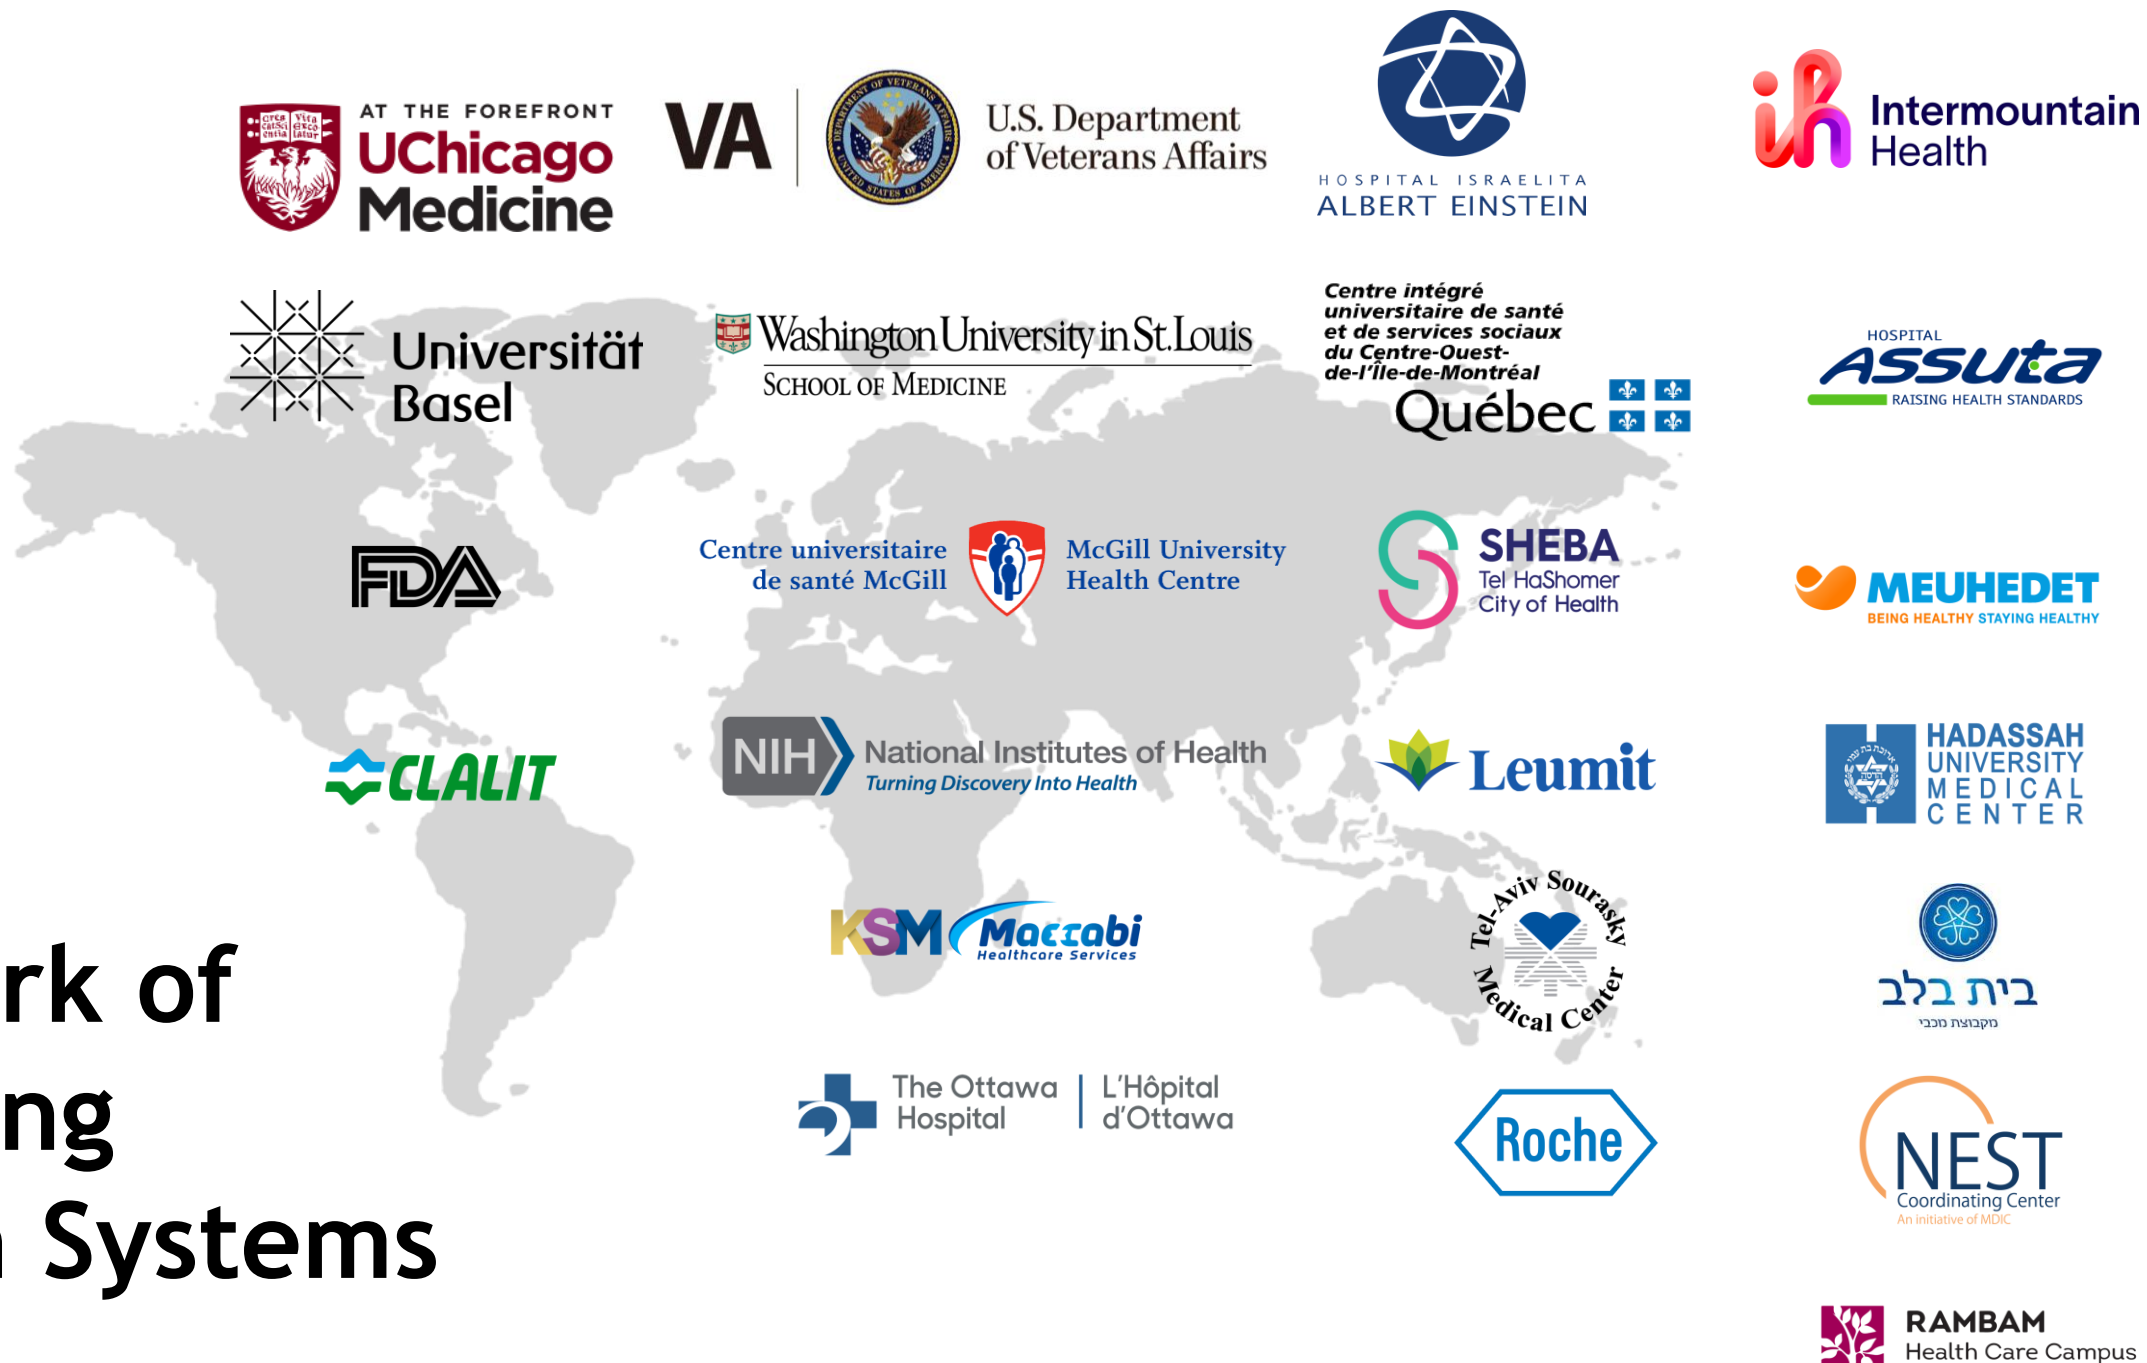 AT THE FOREFRONT
UChicago
Medicine
VA
U.S. Department
of Veterans Affairs
HOSPITAL ISRAELITA
ALBERT EINSTEIN
Intermountain
Health
Universität
Basel
Washington University in St. Louis
SCHOOL OF MEDICINE
Centre intégré
universitaire de santé
et de services sociaux
du Centre-Ouest-
de-l'Île-de-Montréal
Québec
HOSPITAL
ASSUTA
RAISING HEALTH STANDARDS
FDA
Centre universitaire
de santé McGill
McGill University
Health Centre
SHEBA
Tel HaShomer
City of Health
MEUHEDET
BEING HEALTHY STAYING HEALTHY
CLALIT
NIH
National Institutes of Health
Turning Discovery Into Health
Leumit
HADASSAH
UNIVERSITY
MEDICAL
CENTER
KSM
Maccabi
Healthcare Services
Tel-Aviv Sourasky
Medical Center
בית בלב
מקבוצת מכבי
rk of
ng
Systems
The Ottawa
Hospital
L'Hôpital
d'Ottawa
Roche
NEST
Coordinating Center
An initiative of MDIC
RAMBAM
Health Care Campus